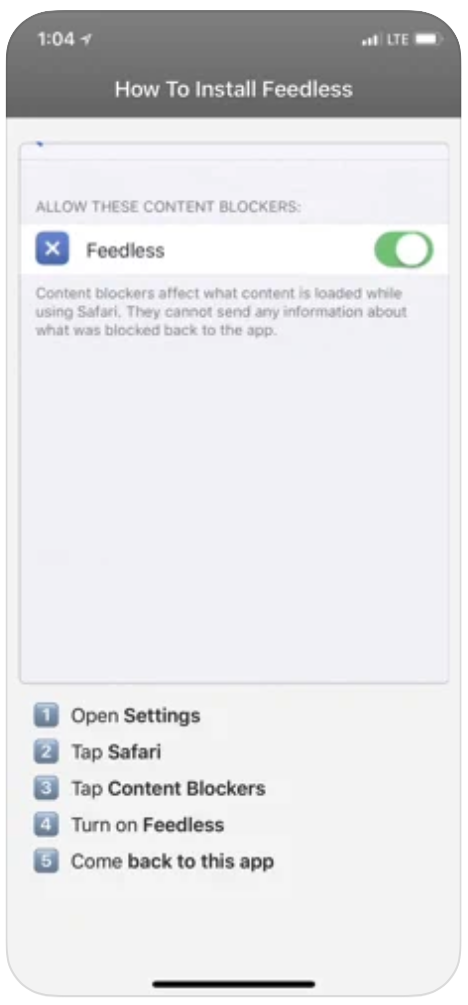 1:04
LTE
How To Install Feedless
ALLOW THESE CONTENT BLOCKERS:
Feedless
Content blockers affect what content is loaded while
using Safari. They cannot send any information about
what was blocked back to the app.
1 Open Settings
2 Tap Safari
3 Tap Content Blockers
4 Turn on Feedless
5 Come back to this app